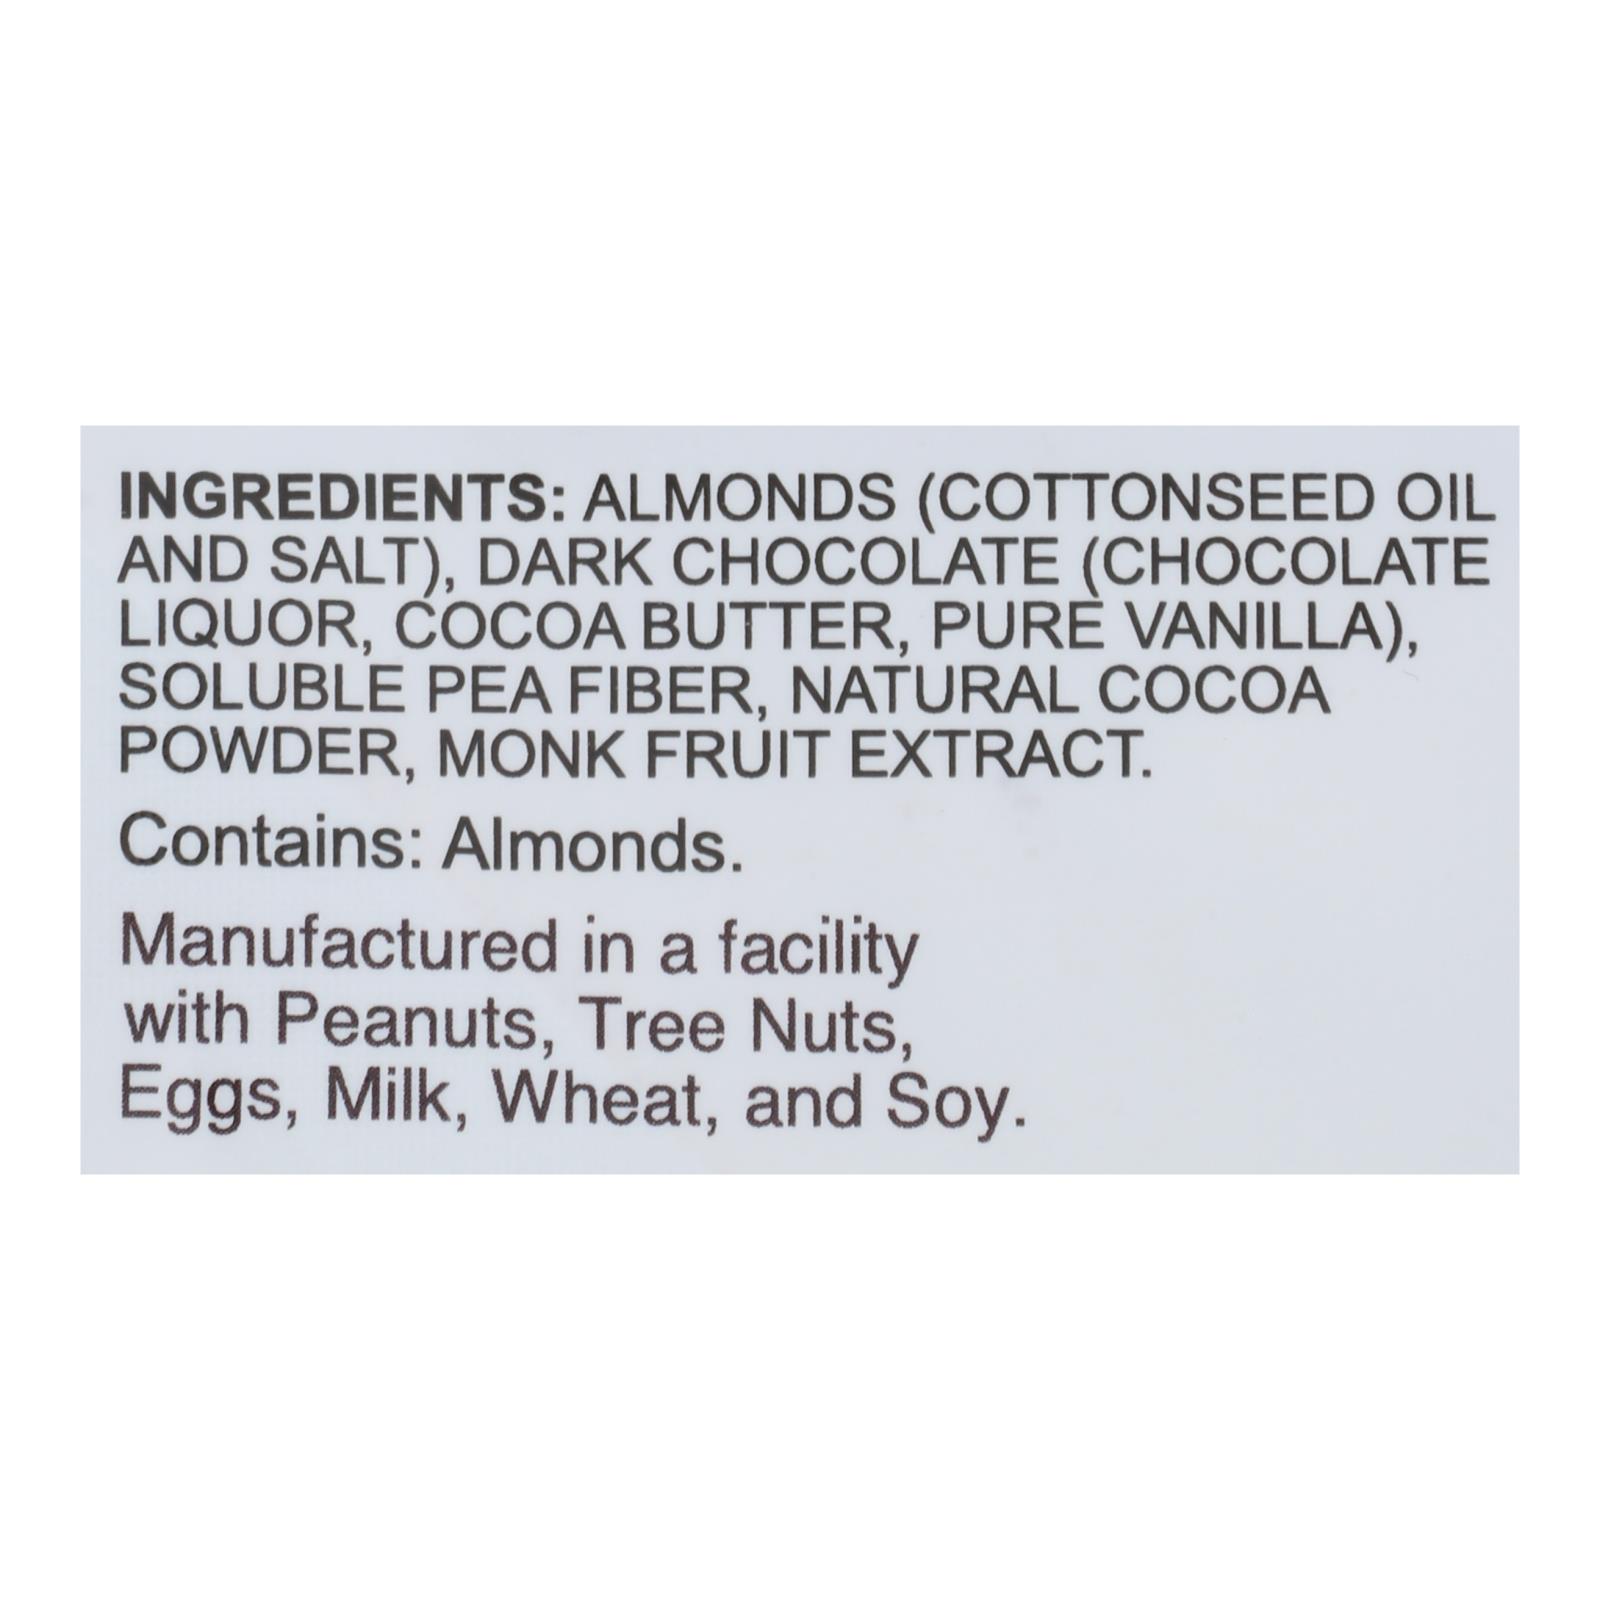 INGREDIENTS: ALMONDS (COTTONSEED OIL
AND SALT), DARK CHOCOLATE (CHOCOLATE
LIQUOR, COCOA BUTTER, PURE VANILLA),
SOLUBLE PEA FIBER, NATURAL COCOA
POWDER, MONK FRUIT EXTRACT.
Contains: Almonds.
Manufactured in a facility
with Peanuts, Tree Nuts,
Eggs, Milk, Wheat, and Soy.